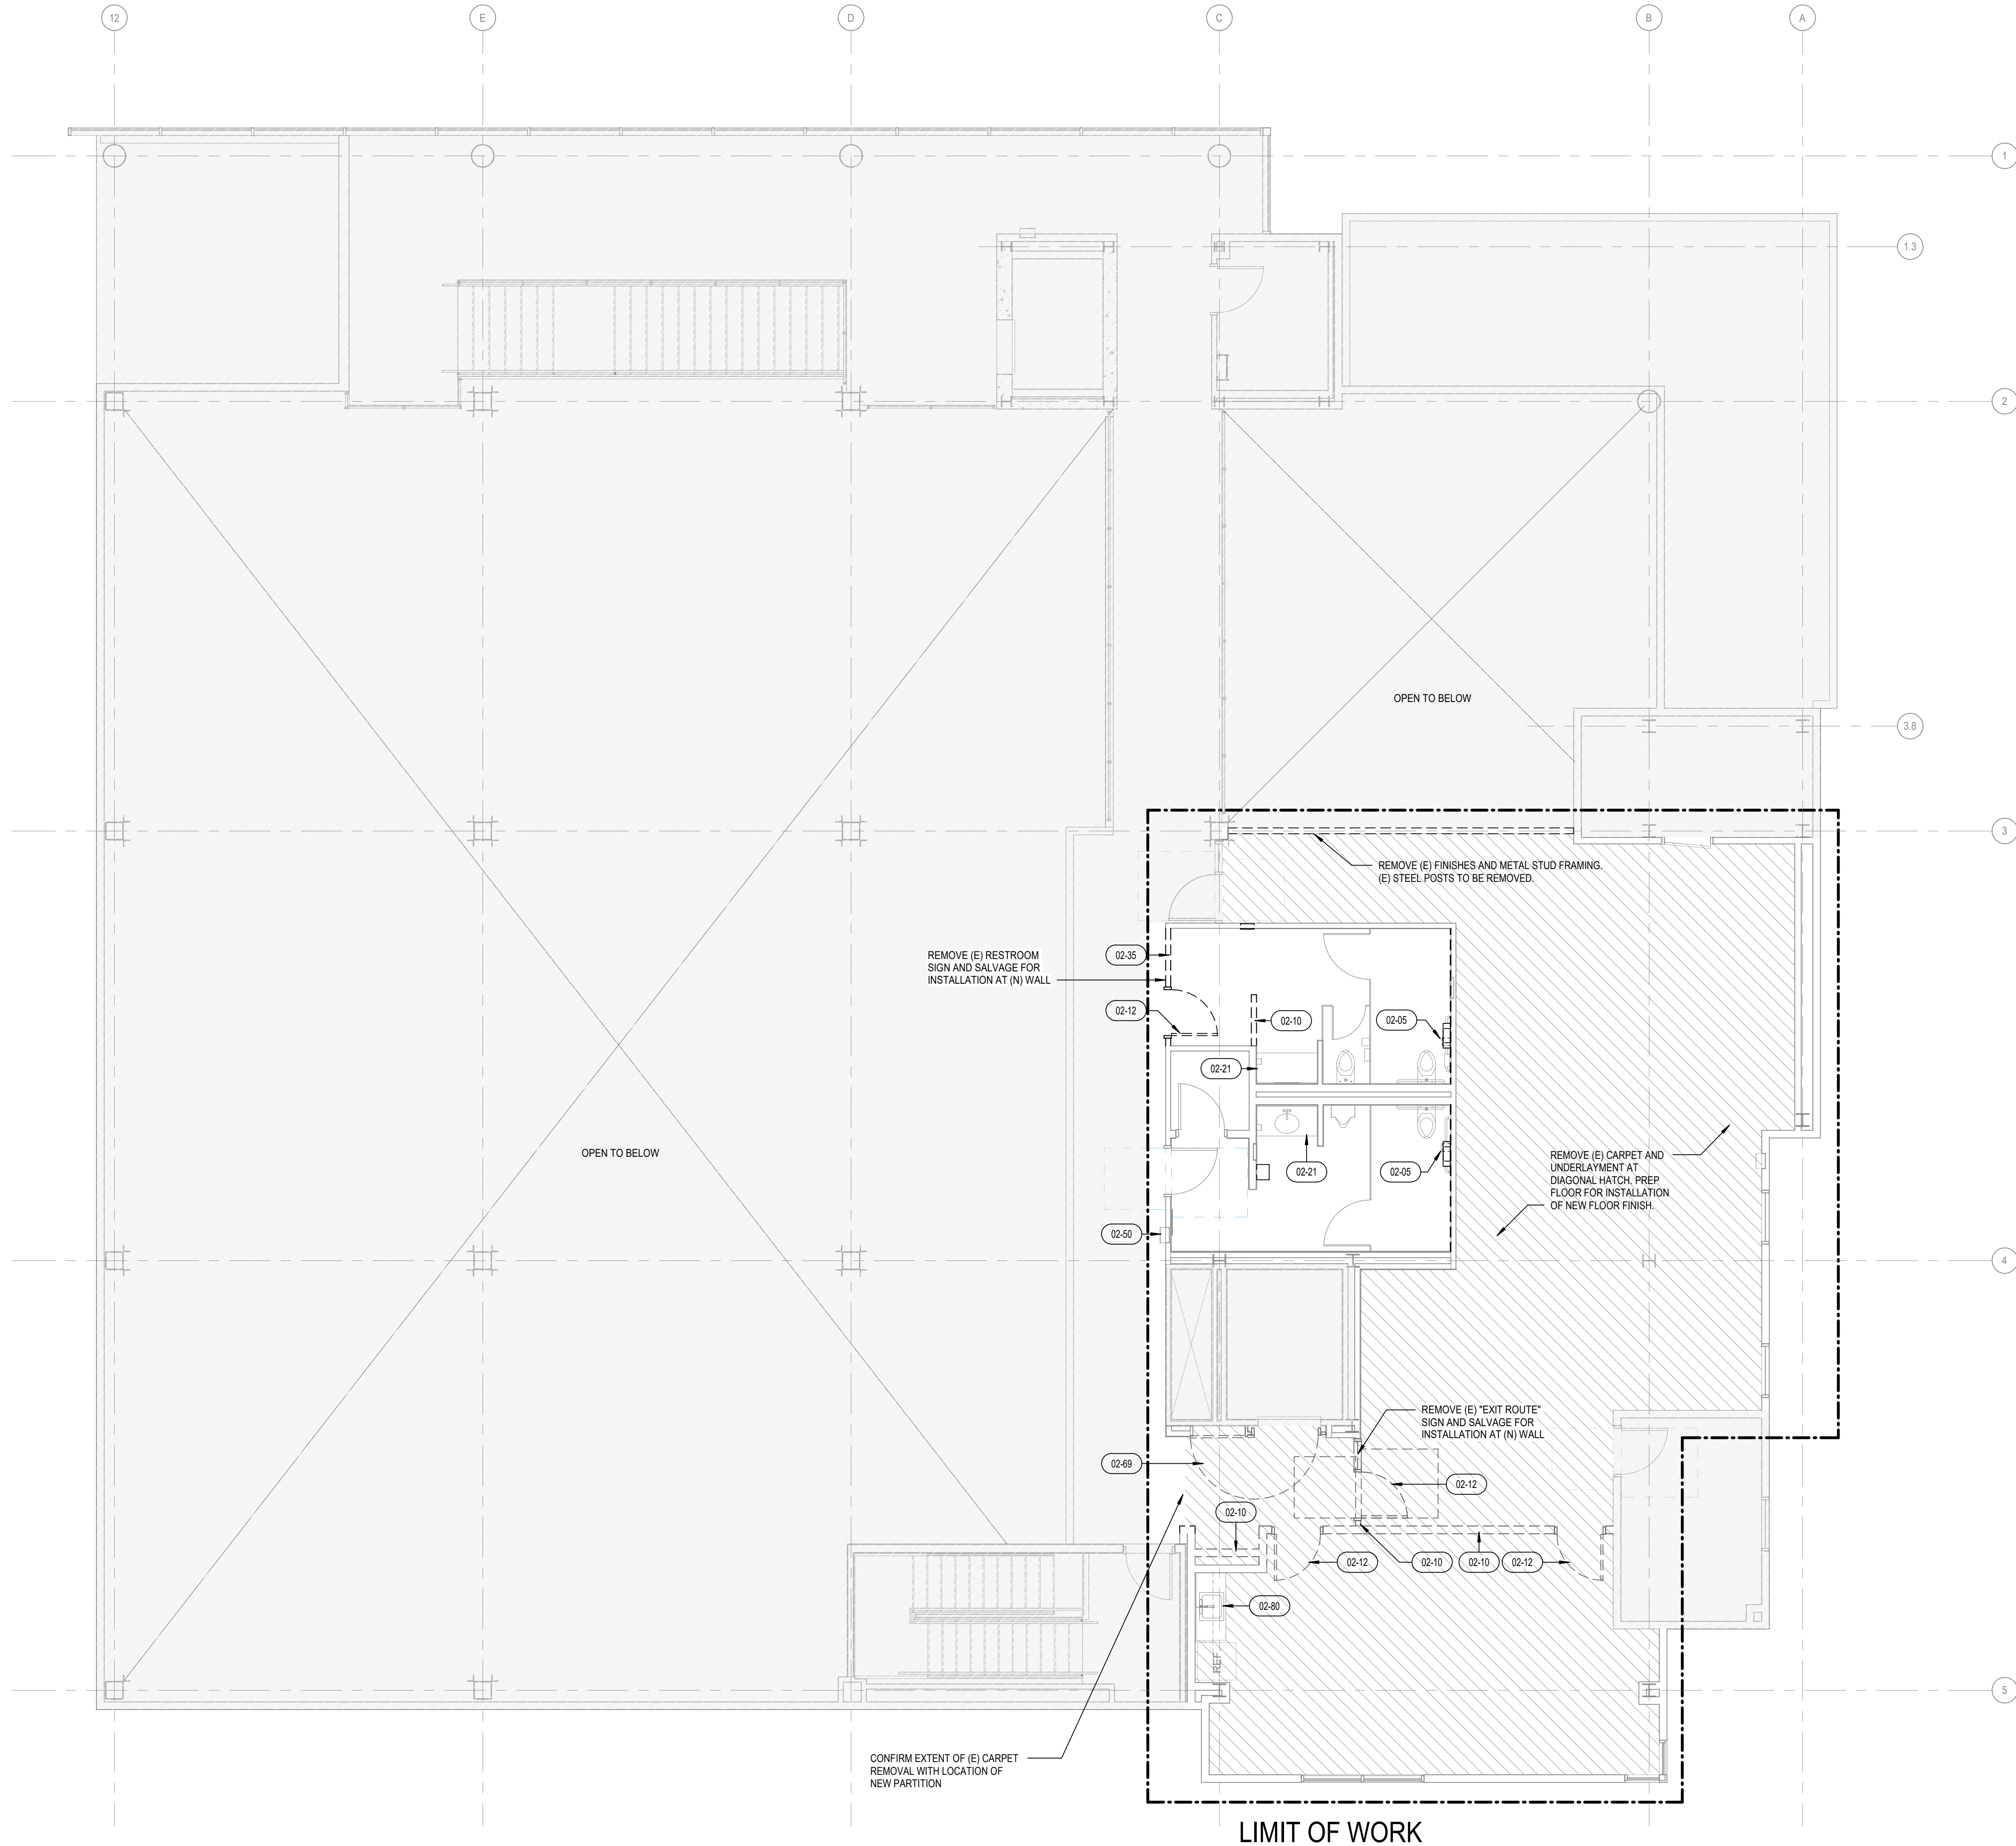 12
E
D
C
B
A
1
1.3
2
OPEN TO BELOW
3.8
3
REMOVE (E) FINISHES AND METAL STUD FRAMING.
(E) STEEL POSTS TO BE REMOVED.
REMOVE (E) RESTROOM
SIGN AND SALVAGE FOR
INSTALLATION AT (N) WALL
02-35
02-12
02-10
02-05
02-21
OPEN TO BELOW
02-21
02-05
REMOVE (E) CARPET AND
UNDERLAYMENT AT
DIAGONAL HATCH. PREP
FLOOR FOR INSTALLATION
OF NEW FLOOR FINISH.
02-50
4
REMOVE (E) "EXIT ROUTE"
SIGN AND SALVAGE FOR
INSTALLATION AT (N) WALL
02-69
02-12
02-10
02-12
02-10
02-10
02-12
02-80
REF
5
CONFIRM EXTENT OF (E) CARPET
REMOVAL WITH LOCATION OF
NEW PARTITION
LIMIT OF WORK